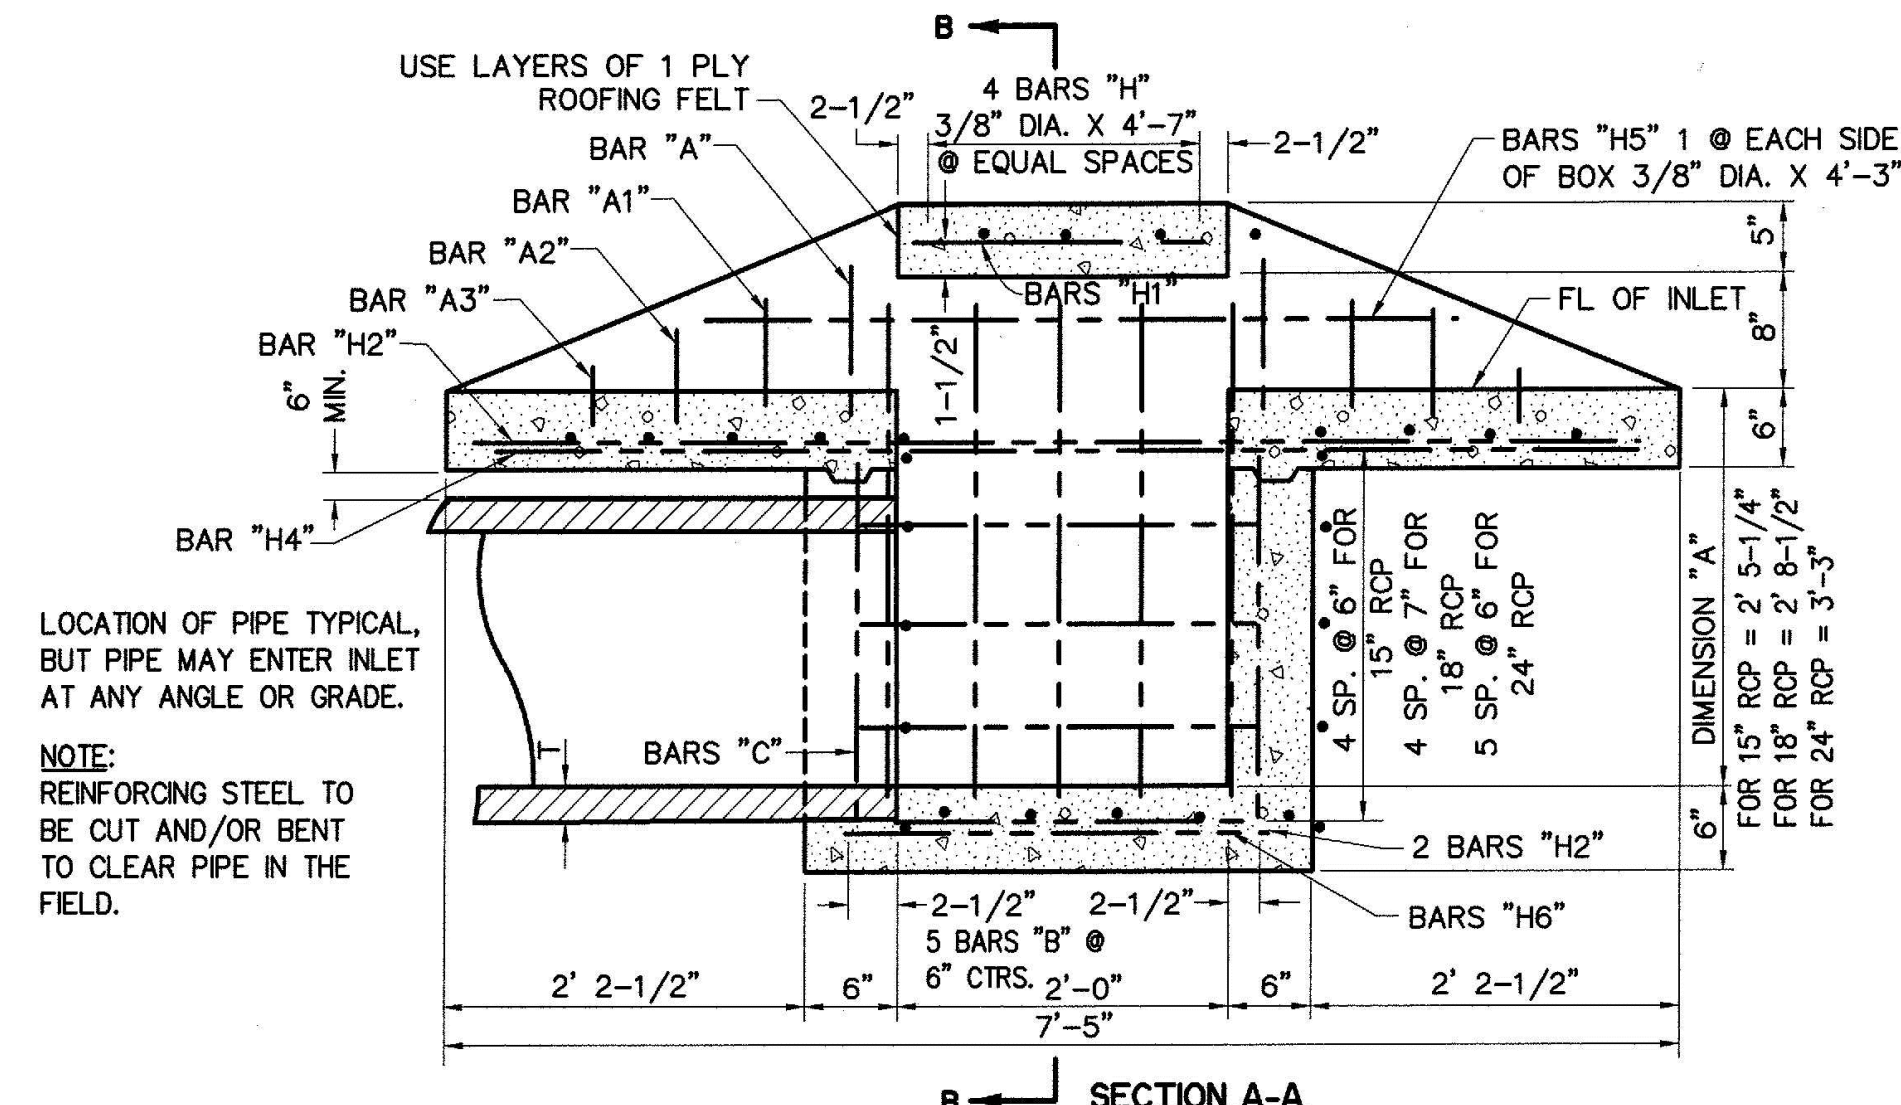 B
USE LAYERS OF 1 PLY
ROOFING FELT
2-1/2"
4 BARS "H"
3/8" DIA. X 4'-7"
@ EQUAL SPACES
2-1/2"
BARS "H5" 1 @ EACH SIDE
OF BOX 3/8" DIA. X 4'-3"
BAR "A"
BAR "A1"
BAR "A2"
BAR "A3"
BAR "H2"
6"
MIN.
BARS "H1"
1-1/2"
FL OF INLET
5"
8"
6"
BAR "H4"
LOCATION OF PIPE TYPICAL,
BUT PIPE MAY ENTER INLET
AT ANY ANGLE OR GRADE.
NOTE:
REINFORCING STEEL TO
BE CUT AND/OR BENT
TO CLEAR PIPE IN THE
FIELD.
T
BARS "C"
4 SP. @ 6" FOR
15" RCP
4 SP. @ 7" FOR
18" RCP
5 SP. @ 6" FOR
24" RCP
DIMENSION "A"
FOR 15" RCP = 2' 5-1/4"
FOR 18" RCP = 2' 8-1/2"
FOR 24" RCP = 3'-3"
6"
2 BARS "H2"
BARS "H6"
2-1/2"
2-1/2"
5 BARS "B" @
6" CTRS.
2' 2-1/2"
6"
2'-0"
6"
2' 2-1/2"
7'-5"
B
SECTION A-A